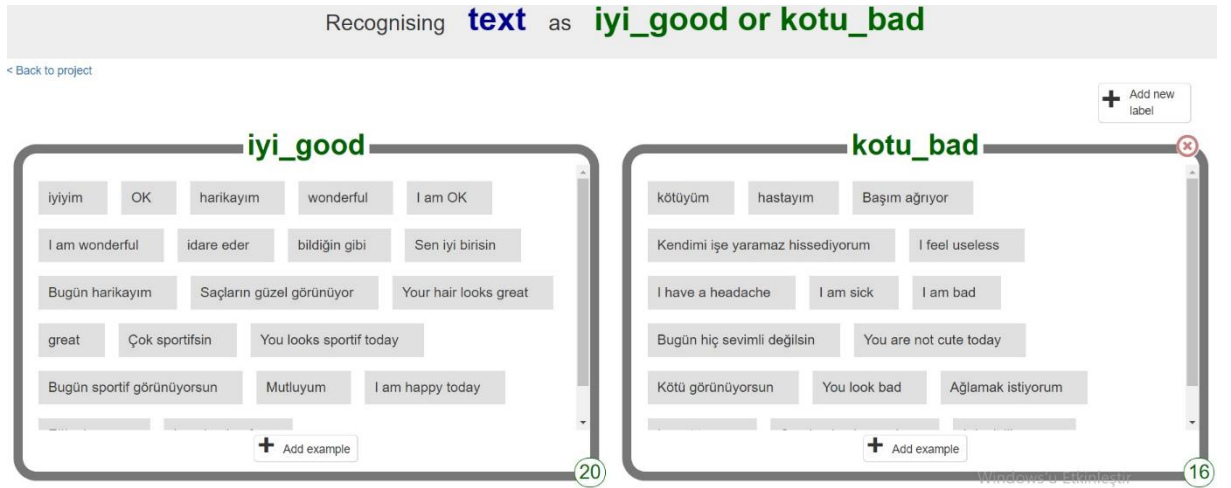 Recognising text as iyi_good or kotu_bad
< Back to project
+ Add new label
iyi_good
iyiyim OK harikayım wonderful I am OK
I am wonderful idare eder bildiğin gibi Sen iyi birisin
Bugün harikayım Saçların güzel görünüyor Your hair looks great
great Çok sportifsin You looks sportif today
Bugün sportif görünüyorsun Mutluyum I am happy today
+ Add example
20
kotu_bad
kötüyüm hastayım Başım ağrıyor
Kendimi işe yaramaz hissediyorum I feel useless
I have a headache I am sick I am bad
Bugün hiç sevimli değilsin You are not cute today
Kötü görünüyorsun You look bad Ağlamak istiyorum
+ Add example
16
Windows'u Etkinleştir